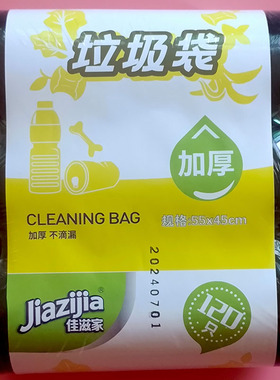 垃圾袋
加厚
CLEANING BAG
规格:55x45cm
加厚 不滴漏
20240701
Jiazijia
佳滋家
120只